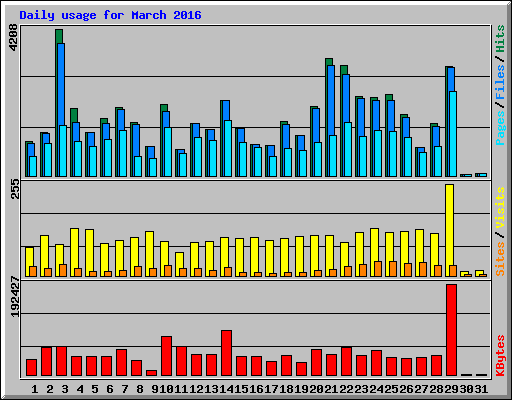 Daily usage for March 2016
4208
Pages/Files/Hits
255
Sites/Visits
192427
KBytes
1 2 3 4 5 6 7 8 9 10 11 12 13 14 15 16 17 18 19 20 21 22 23 24 25 26 27 28 29 30 31